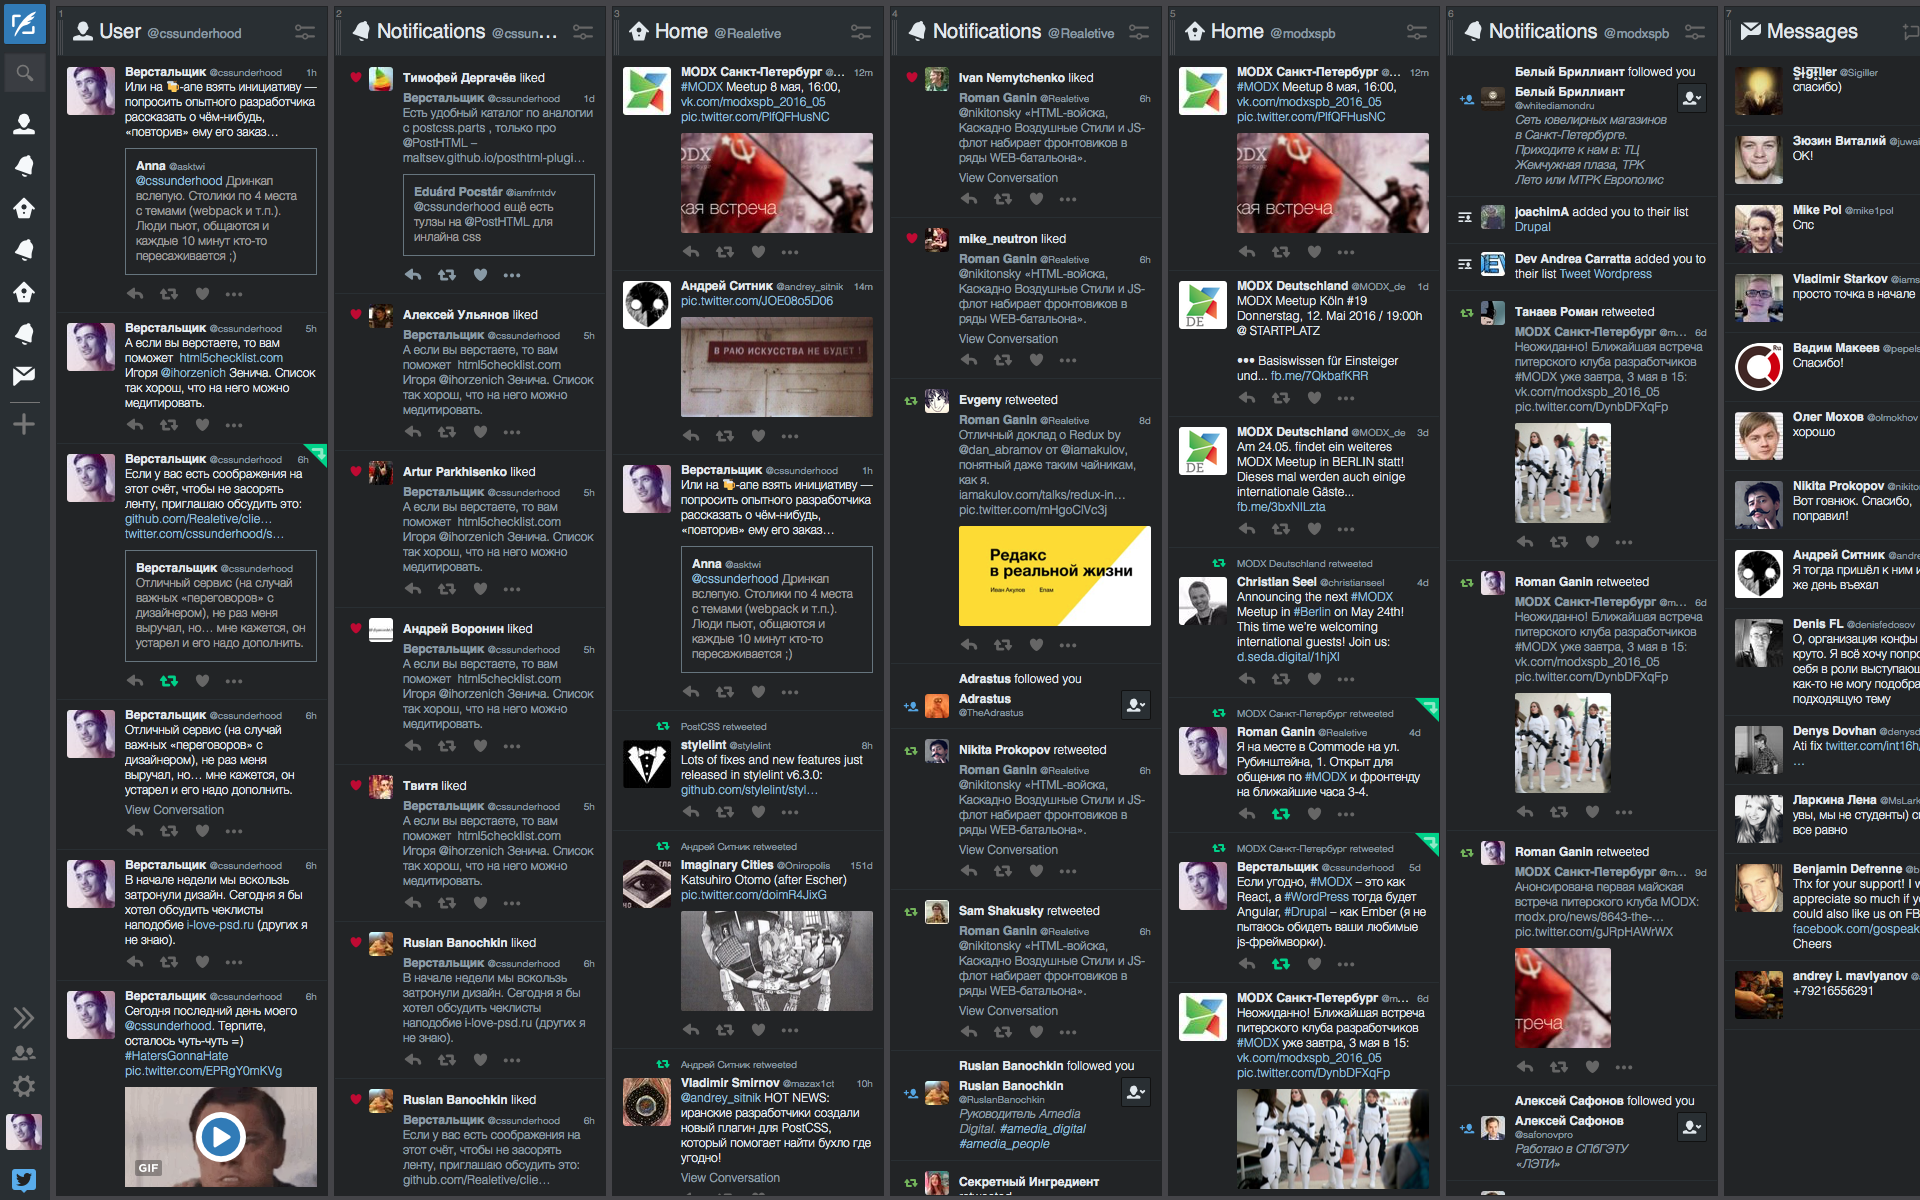 1
User @cssunderhood
Верстальщик @cssunderhood 1h
Или на 🍻-апе взять инициативу —
попросить опытного разработчика
рассказать о чём-нибудь,
«повторив» ему его заказ…
Anna @asktwi
@cssunderhood Дринкап
вслепую. Столики по 4 места
с темами (webpack и т.п.).
Люди пьют, общаются и
каждые 10 минут кто-то
пересаживается ;)
Верстальщик @cssunderhood 5h
А если вы верстаете, то вам
поможет html5checklist.com
Игоря @ihorzenich Зенича. Список
так хорош, что на него можно
медитировать.
Верстальщик @cssunderhood 6h
Если у вас есть соображения на
этот счёт, чтобы не засорять
ленту, приглашаю обсудить это:
github.com/Realetive/clie…
twitter.com/cssunderhood/s…
Верстальщик @cssunderhood
Отличный сервис (на случай
важных «переговоров» с
дизайнером), не раз меня
выручал, но… мне кажется, он
устарел и его надо дополнить.
Верстальщик @cssunderhood 6h
Отличный сервис (на случай
важных «переговоров» с
дизайнером), не раз меня
выручал, но… мне кажется, он
устарел и его надо дополнить.
View Conversation
Верстальщик @cssunderhood 6h
В начале недели мы вскользь
затронули дизайн. Сегодня я бы
хотел обсудить чеклисты
наподобие i-love-psd.ru (других я
не знаю).
Верстальщик @cssunderhood 6h
Сегодня последний день моего
@cssunderhood. Терпите,
осталось чуть-чуть =)
#HatersGonnaHate
pic.twitter.com/EPRgY0mKVg
GIF
2
Notifications @cssun…
Тимофей Дергачёв liked
Верстальщик @cssunderhood 1d
Есть удобный каталог по аналогии
с postcss.parts , только про
@PostHTML –
maltsev.github.io/posthtml-plugi…
Eduárd Pocstár @iamfrntdv
@cssunderhood ещё есть
тулзы на @PostHTML для
инлайна css
Алексей Ульянов liked
Верстальщик @cssunderhood 5h
А если вы верстаете, то вам
поможет html5checklist.com
Игоря @ihorzenich Зенича. Список
так хорош, что на него можно
медитировать.
Artur Parkhisenko liked
Верстальщик @cssunderhood 5h
А если вы верстаете, то вам
поможет html5checklist.com
Игоря @ihorzenich Зенича. Список
так хорош, что на него можно
медитировать.
Андрей Воронин liked
Верстальщик @cssunderhood 5h
А если вы верстаете, то вам
поможет html5checklist.com
Игоря @ihorzenich Зенича. Список
так хорош, что на него можно
медитировать.
Твитя liked
Верстальщик @cssunderhood 5h
А если вы верстаете, то вам
поможет html5checklist.com
Игоря @ihorzenich Зенича. Список
так хорош, что на него можно
медитировать.
Ruslan Banochkin liked
Верстальщик @cssunderhood 6h
В начале недели мы вскользь
затронули дизайн. Сегодня я бы
хотел обсудить чеклисты
наподобие i-love-psd.ru (других я
не знаю).
Ruslan Banochkin liked
Верстальщик @cssunderhood 6h
Если у вас есть соображения на
этот счёт, чтобы не засорять
ленту, приглашаю обсудить это:
github.com/Realetive/clie…
3
Home @Realetive
MODX Санкт-Петербург @… 12m
#MODX Meetup 8 мая, 16:00,
vk.com/modxspb_2016_05
pic.twitter.com/PlfQFHusNC
ODX
кая встреча
Андрей Ситник @andrey_sitnik 14m
pic.twitter.com/JOE08o5D06
В РАЮ ИСКУССТВА НЕ БУДЕТ !
Верстальщик @cssunderhood 1h
Или на 🍻-апе взять инициативу —
попросить опытного разработчика
рассказать о чём-нибудь,
«повторив» ему его заказ…
Anna @asktwi
@cssunderhood Дринкап
вслепую. Столики по 4 места
с темами (webpack и т.п.).
Люди пьют, общаются и
каждые 10 минут кто-то
пересаживается ;)
PostCSS retweeted
stylelint @stylelint 8h
Lots of fixes and new features just
released in stylelint v6.3.0:
github.com/stylelint/styl…
Андрей Ситник retweeted
Imaginary Cities @Oniropolis 151d
Katsuhiro Otomo (after Escher)
pic.twitter.com/doimR4JixG
Андрей Ситник retweeted
Vladimir Smirnov @mazax1ct 10h
@andrey_sitnik HOT NEWS:
иранские разработчики создали
новый плагин для PostCSS,
который помогает найти бухло где
угодно!
View Conversation
4
Notifications @Realetive
Ivan Nemytchenko liked
Roman Ganin @Realetive 6h
@nikitonsky «HTML-войска,
Каскадно Воздушные Стили и JS-
флот набирает фронтовиков в
ряды WEB-батальона».
View Conversation
mike_neutron liked
Roman Ganin @Realetive 6h
@nikitonsky «HTML-войска,
Каскадно Воздушные Стили и JS-
флот набирает фронтовиков в
ряды WEB-батальона».
View Conversation
Evgeny retweeted
Roman Ganin @Realetive 8d
Отличный доклад о Redux by
@dan_abramov от @iamakulov,
понятный даже таким чайникам,
как я.
iamakulov.com/talks/redux-in…
pic.twitter.com/mHgoClVc3j
Редакс
в реальной жизни
Иван Акулов Епам
Adrastus followed you
Adrastus
@TheAdrastus
Nikita Prokopov retweeted
Roman Ganin @Realetive 6h
@nikitonsky «HTML-войска,
Каскадно Воздушные Стили и JS-
флот набирает фронтовиков в
ряды WEB-батальона».
View Conversation
Sam Shakusky retweeted
Roman Ganin @Realetive 6h
@nikitonsky «HTML-войска,
Каскадно Воздушные Стили и JS-
флот набирает фронтовиков в
ряды WEB-батальона».
View Conversation
Ruslan Banochkin followed you
Ruslan Banochkin
@RuslanBanochkin
Руководитель Amedia
Digital. #amedia_digital
#amedia_people
Секретный Ингредиент
retweeted
5
Home @modxspb
MODX Санкт-Петербург @… 12m
#MODX Meetup 8 мая, 16:00,
vk.com/modxspb_2016_05
pic.twitter.com/PlfQFHusNC
ODX
кая встреча
MODX Deutschland @MODX_de 1d
MODX Meetup Köln #19
Donnerstag, 12. Mai 2016 / 19:00h
@ STARTPLATZ
••• Basiswissen für Einsteiger
und... fb.me/7QkbafKRR
DE
MODX Deutschland @MODX_de 3d
Am 24.05. findet ein weiteres
MODX Meetup in BERLIN statt!
Dieses mal werden auch einige
internationale Gäste...
fb.me/3bxNILzta
DE
MODX Deutschland retweeted
Christian Seel @christianseel 4d
Announcing the next #MODX
Meetup in #Berlin on May 24th!
This time we're welcoming
international guests! Join us:
d.seda.digital/1hjXl
MODX Санкт-Петербург retweeted
Roman Ganin @Realetive 4d
Я на месте в Commode на ул.
Рубинштейна, 1. Открыт для
общения по #MODX и фронтенду
на ближайшие часа 3-4.
MODX Санкт-Петербург retweeted
Верстальщик @cssunderhood 5d
Если угодно, #MODX – это как
React, а #WordPress тогда будет
Angular, #Drupal – как Ember (я не
пытаюсь обидеть ваши любимые
js-фреймворки).
MODX Санкт-Петербург @m… 6d
Неожиданно! Ближайшая встреча
питерского клуба разработчиков
#MODX уже завтра, 3 мая в 15:
vk.com/modxspb_2016_05
pic.twitter.com/DynbDFXqFp
6
Notifications @modxspb
Белый Бриллиант followed you
Белый Бриллиант
@whitediamondru
Сеть ювелирных магазинов
в Санкт-Петербурге.
Приходите к нам в: ТЦ
Жемчужная плаза, ТРК
Лето или МТРК Европолис
joachimA added you to their list
Drupal
Dev Andrea Carratta added you to
their list Tweet Wordpress
Танаев Роман retweeted
MODX Санкт-Петербург @m… 6d
Неожиданно! Ближайшая встреча
питерского клуба разработчиков
#MODX уже завтра, 3 мая в 15:
vk.com/modxspb_2016_05
pic.twitter.com/DynbDFXqFp
Roman Ganin retweeted
MODX Санкт-Петербург @m… 6d
Неожиданно! Ближайшая встреча
питерского клуба разработчиков
#MODX уже завтра, 3 мая в 15:
vk.com/modxspb_2016_05
pic.twitter.com/DynbDFXqFp
Roman Ganin retweeted
MODX Санкт-Петербург @m… 9d
Анонсирована первая майская
встреча питерского клуба MODX:
modx.pro/news/8643-the-…
pic.twitter.com/gJRpHAWrWX
треча
Алексей Сафонов followed you
Алексей Сафонов
@safonovpro
Работаю в СПбГЭТУ
«ЛЭТИ»
7
Messages
Sigiller @Sigiller
спасибо)
Зюзин Виталий @juwai
ОК!
Mike Pol @mike1pol
Спс
Vladimir Starkov @iams
просто точка в начале
Вадим Макеев @pepels
Спасибо!
Олег Мохов @olmokhov
хорошо
Nikita Prokopov @nikito
Вот говнюк. Спасибо,
поправил!
Андрей Ситник @andre
Я тогда пришёл к ним и
же день въехал
Denis FL @denisfedosov
О, организация конфы
круто. Я всё хочу попро
себя в роли выступающ
как-то не могу подобра
подходящую тему
Denys Dovhan @denysd
Ati fix twitter.com/int16h
…
Ларкина Лена @MsLark
увы, мы не студенты) с
все равно
Benjamin Defrenne @b
Thx for your support! I w
appreciate so much if y
could also like us on FB
facebook.com/gospeak
Cheers
andrey i. mavlyanov @
+79216556291